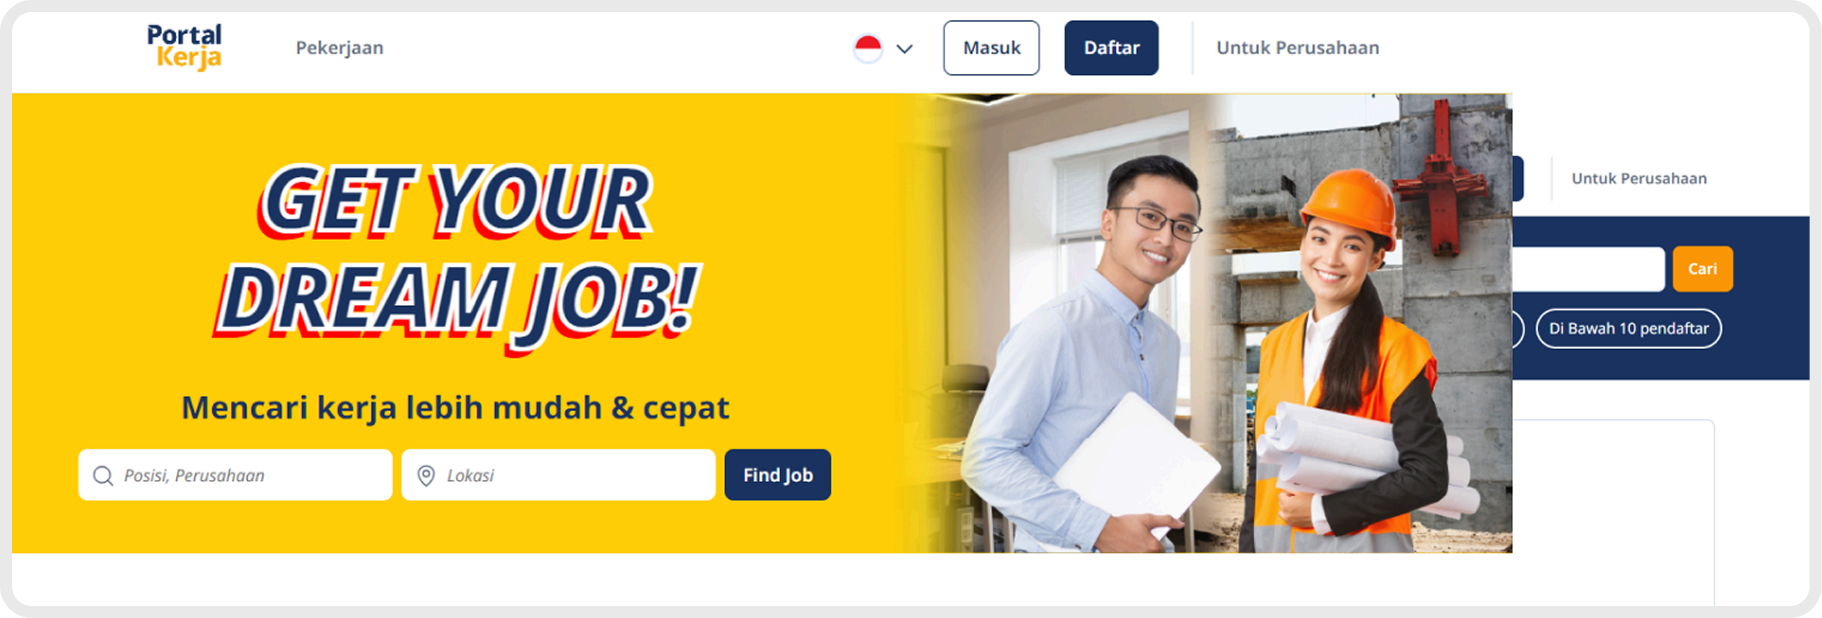 Portal
Kerja
Pekerjaan
Masuk
Daftar
Untuk Perusahaan
GET YOUR
DREAM JOB!
Mencari kerja lebih mudah & cepat
Posisi, Perusahaan
Lokasi
Find Job
Untuk Perusahaan
Cari
Di Bawah 10 pendaftar